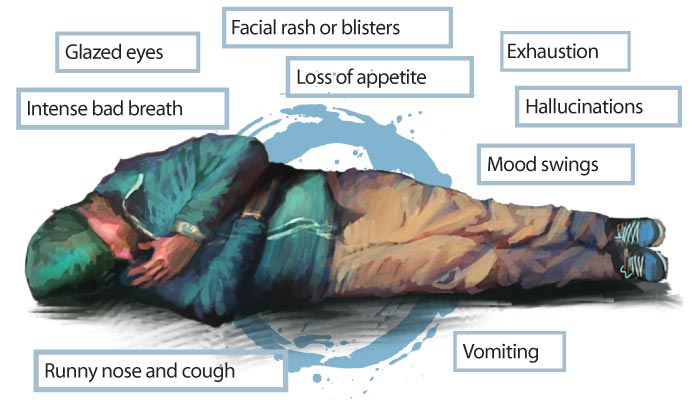 Facial rash or blisters
Glazed eyes
Exhaustion
Loss of appetite
Intense bad breath
Hallucinations
Mood swings
Vomiting
Runny nose and cough